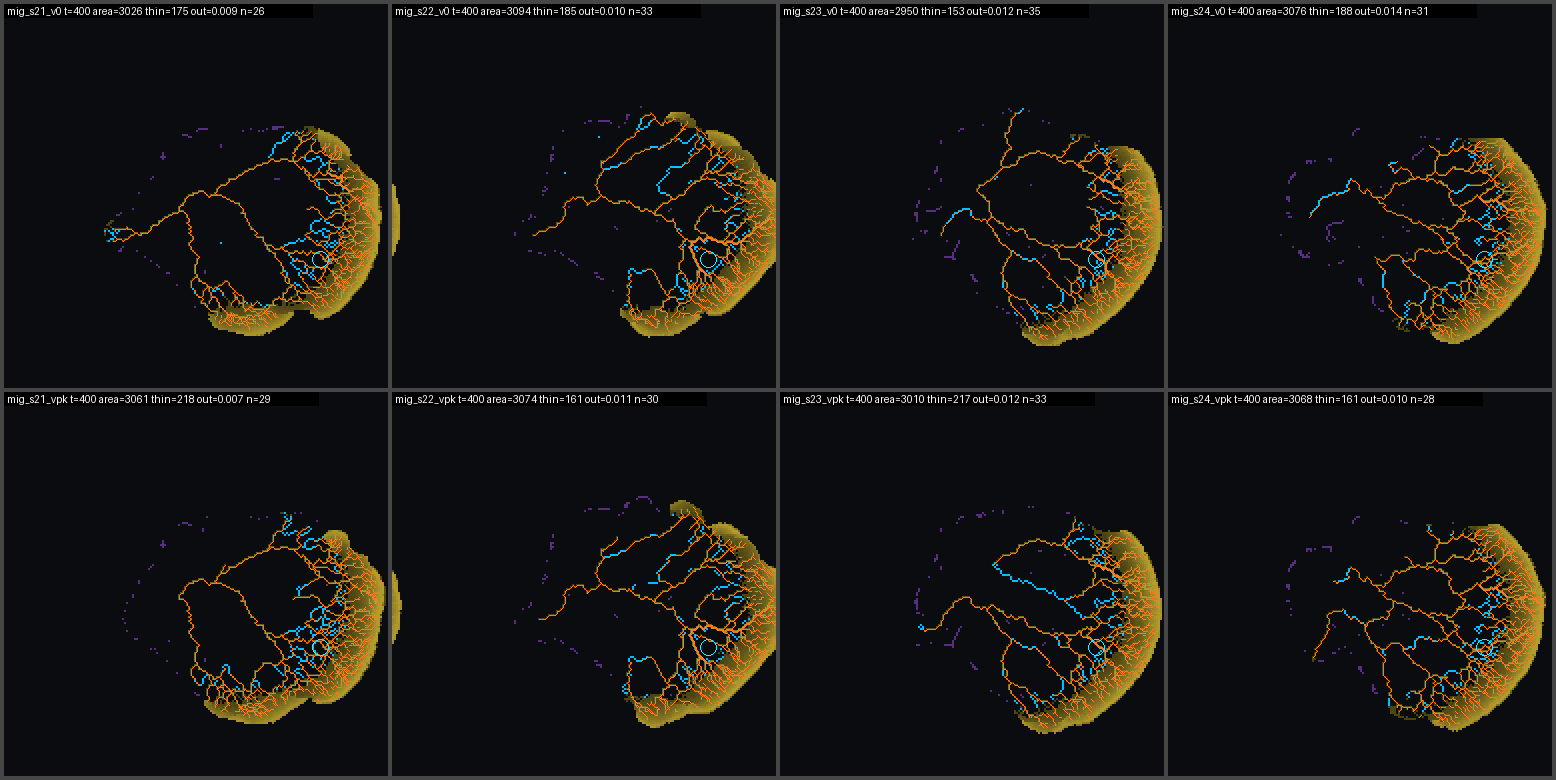 mig_s21_v0 t=400 area=3026 thin=175 out=0.009 n=26
mig_s22_v0 t=400 area=3094 thin=185 out=0.010 n=33
mig_s23_v0 t=400 area=2950 thin=153 out=0.012 n=35
mig_s24_v0 t=400 area=3076 thin=188 out=0.014 n=31
mig_s21_vpk t=400 area=3061 thin=218 out=0.007 n=29
mig_s22_vpk t=400 area=3074 thin=161 out=0.011 n=30
mig_s23_vpk t=400 area=3010 thin=217 out=0.012 n=33
mig_s24_vpk t=400 area=3068 thin=161 out=0.010 n=28